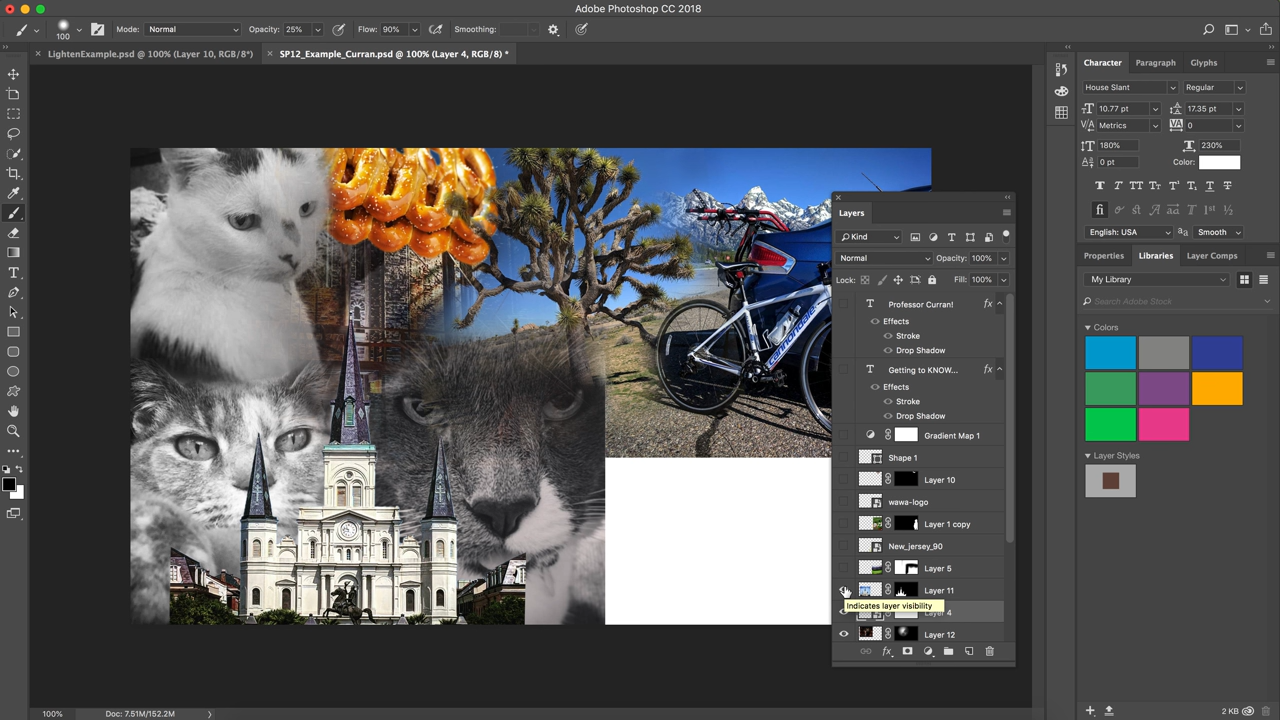 Adobe Photoshop CC 2018
100 Mode: Normal Opacity: 25% Flow: 90% Smoothing:
LightenExample.psd @ 100% (Layer 10, RGB/8*) SP12_Example_Curran.psd @ 100% (Layer 4, RGB/8) *
Character Paragraph Glyphs
House Slant Regular
10.77 pt 17.35 pt
Metrics 0
180% 230%
0 pt Color:
English: USA Smooth
Properties Libraries Layer Comps
My Library
Search Adobe Stock
Colors
Layer Styles
2 KB
Layers
Kind
Normal Opacity: 100%
Lock: Fill: 100%
Professor Curran! fx
Effects
Stroke
Drop Shadow
Getting to KNOW... fx
Effects
Stroke
Drop Shadow
Gradient Map 1
Shape 1
Layer 10
wawa-logo
Layer 1 copy
New_jersey_90
Layer 5
Layer 11
Indicates layer visibility
Layer 4
Layer 12
cannondale
100% Doc: 7.51M/152.2M